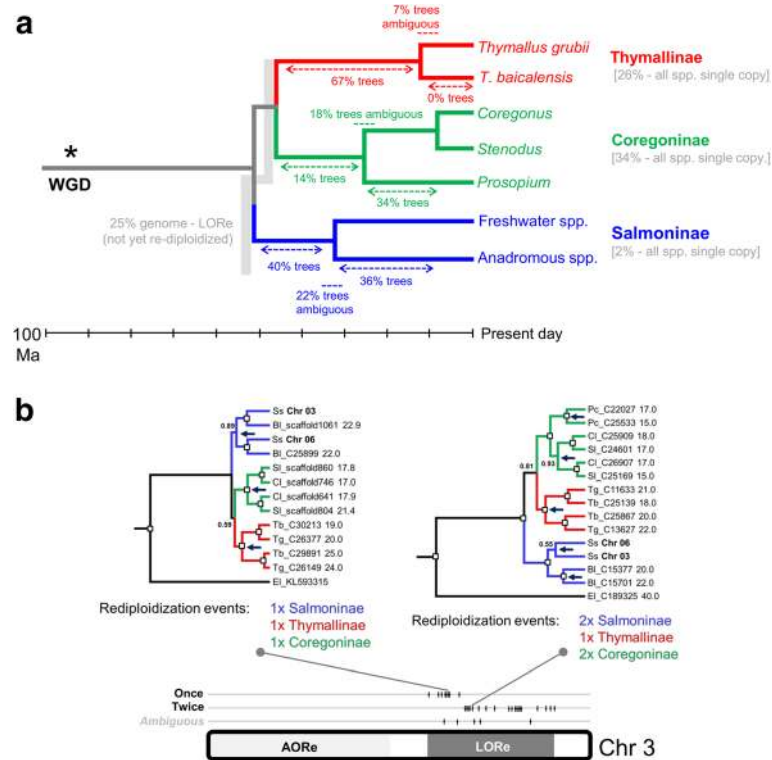 a
7% trees
ambiguous
Thymallus grubii
67% trees
T. baicalensis
0% trees
Thymallinae
[26% - all spp. single copy]
*
WGD
18% trees ambiguous
Coregonus
Stenodus
14% trees
Prosopium
34% trees
Coregoninae
[34% - all spp. single copy.]
25% genome - LORe
(not yet re-diploidized)
Freshwater spp.
40% trees
Anadromous spp.
36% trees
22% trees
ambiguous
Salmoninae
[2% - all spp. single copy]
100
Ma
Present day
b
Ss Chr 03
0.89
Bl_scaffold1061 22.9
Ss Chr 06
Bl_C25899 22.0
Sl_scaffold860 17.8
Cl_scaffold746 17.0
Cl_scaffold641 17.9
Sl_scaffold804 21.4
0.59
Tb_C30213 19.0
Tg_C26377 20.0
Tb_C29891 25.0
Tg_C26149 24.0
El_KL593315
Rediploidization events:
1x Salmoninae
1x Thymallinae
1x Coregoninae
Pc_C22027 17.0
Pc_C25533 15.0
Cl_C25909 18.0
0.81
0.93
Sl_C24601 17.0
Cl_C26907 17.0
Sl_C25169 15.0
Tg_C11633 21.0
Tb_C25139 18.0
Tb_C25867 20.0
Tg_C13627 22.0
0.55
Ss Chr 06
Ss Chr 03
Bl_C15377 20.0
Bl_C15701 22.0
El_C189325 40.0
Rediploidization events:
2x Salmoninae
1x Thymallinae
2x Coregoninae
Once
Twice
Ambiguous
AORe
LORe
Chr 3